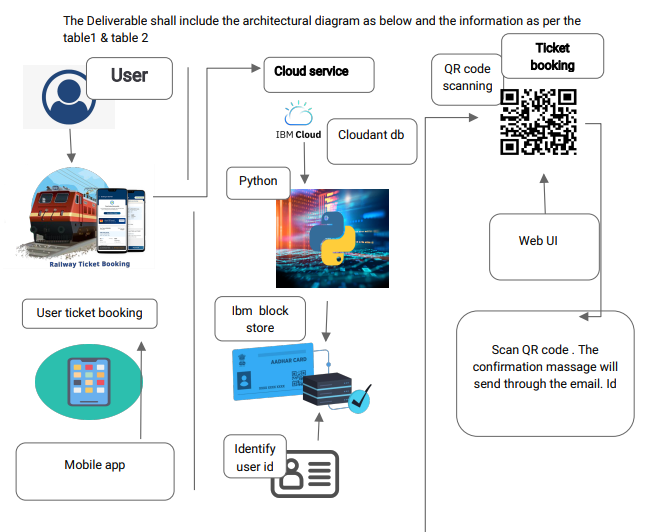 The Deliverable shall include the architectural diagram as below and the information as per the
table1 & table 2
User
Cloud service
QR code
scanning
Ticket
booking
IBM Cloud
Cloudant db
Python
Railway Ticket Booking
User ticket booking
Ibm block
store
AADHAR CARD
Web UI
Scan QR code . The
confirmation massage will
send through the email. Id
Identify
user id
Mobile app